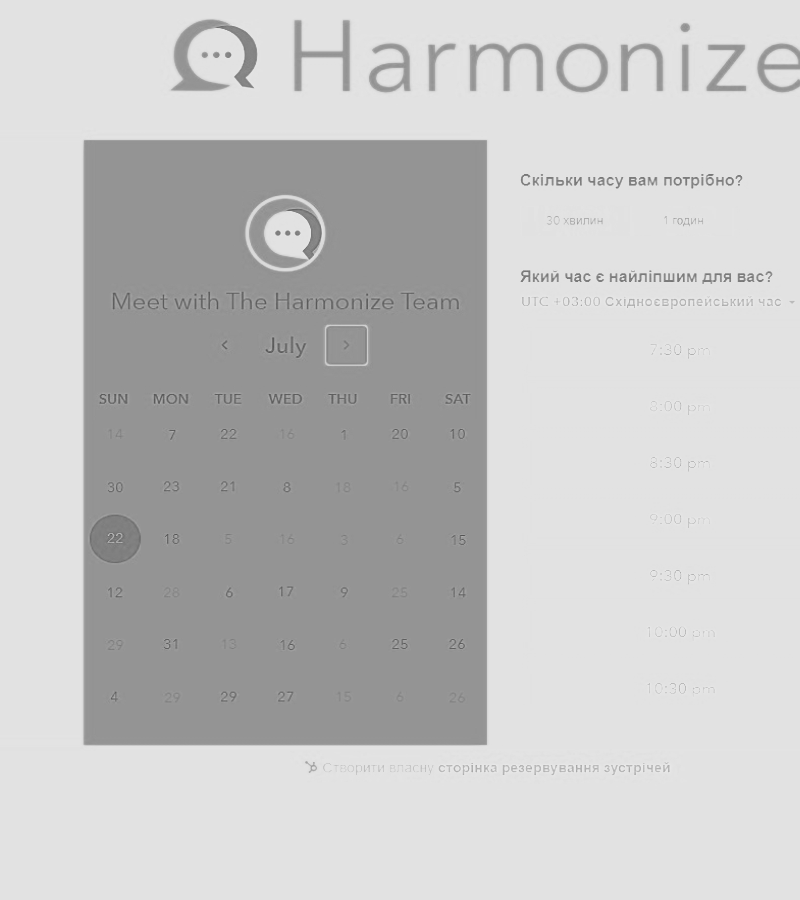 Harmonize
Meet with The Harmonize Team
July
SUN MON TUE WED THU FRI SAT
14 7 22 16 1 20 10
30 23 21 8 18 16 5
22 18 5 16 3 6 15
12 28 6 17 9 25 14
29 31 13 16 6 25 26
4 29 29 27 15 6 26
Скільки часу вам потрібно?
30 хвилин 1 годин
Який час є найліпшим для вас?
UTC +03:00 Східноєвропейський час
7:30 pm
8:00 pm
8:30 pm
9:00 pm
9:30 pm
10:00 pm
10:30 pm
Створити власну сторінка резервування зустрічей